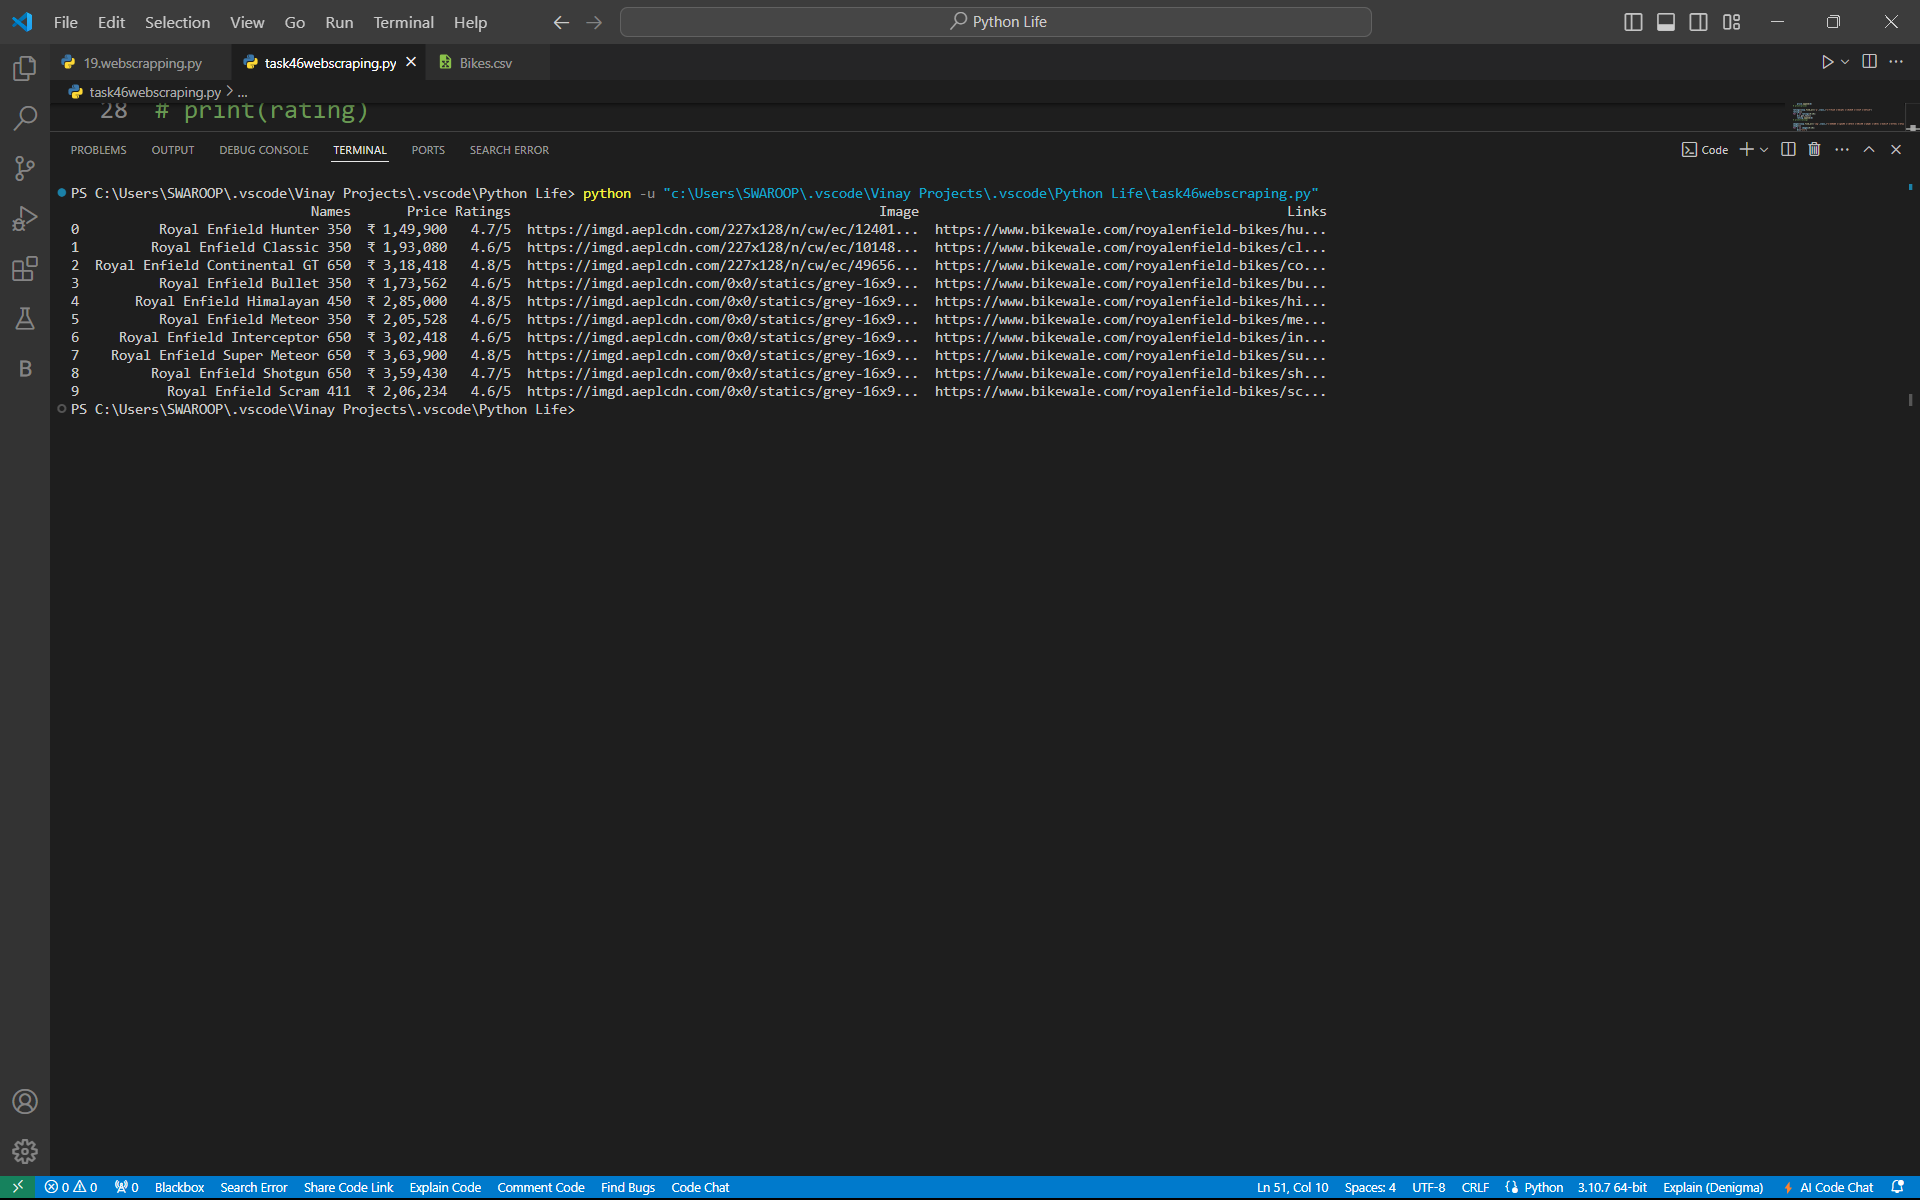 File Edit Selection View Go Run Terminal Help Python Life
19.webscrapping.py task46webscraping.py Bikes.csv
task46webscraping.py > ...
28 # print(rating)
PROBLEMS OUTPUT DEBUG CONSOLE TERMINAL PORTS SEARCH ERROR Code
PS C:\Users\SWAROOP\.vscode\Vinay Projects\.vscode\Python Life> python -u "c:\Users\SWAROOP\.vscode\Vinay Projects\.vscode\Python Life\task46webscraping.py"
Names Price Ratings Image Links
0 Royal Enfield Hunter 350 ₹ 1,49,900 4.7/5 https://imgd.aeplcdn.com/227x128/n/cw/ec/12401... https://www.bikewale.com/royalenfield-bikes/hu...
1 Royal Enfield Classic 350 ₹ 1,93,080 4.6/5 https://imgd.aeplcdn.com/227x128/n/cw/ec/10148... https://www.bikewale.com/royalenfield-bikes/cl...
2 Royal Enfield Continental GT 650 ₹ 3,18,418 4.8/5 https://imgd.aeplcdn.com/227x128/n/cw/ec/49656... https://www.bikewale.com/royalenfield-bikes/co...
3 Royal Enfield Bullet 350 ₹ 1,73,562 4.6/5 https://imgd.aeplcdn.com/0x0/statics/grey-16x9... https://www.bikewale.com/royalenfield-bikes/bu...
4 Royal Enfield Himalayan 450 ₹ 2,85,000 4.8/5 https://imgd.aeplcdn.com/0x0/statics/grey-16x9... https://www.bikewale.com/royalenfield-bikes/hi...
5 Royal Enfield Meteor 350 ₹ 2,05,528 4.6/5 https://imgd.aeplcdn.com/0x0/statics/grey-16x9... https://www.bikewale.com/royalenfield-bikes/me...
6 Royal Enfield Interceptor 650 ₹ 3,02,418 4.6/5 https://imgd.aeplcdn.com/0x0/statics/grey-16x9... https://www.bikewale.com/royalenfield-bikes/in...
7 Royal Enfield Super Meteor 650 ₹ 3,63,900 4.8/5 https://imgd.aeplcdn.com/0x0/statics/grey-16x9... https://www.bikewale.com/royalenfield-bikes/su...
8 Royal Enfield Shotgun 650 ₹ 3,59,430 4.7/5 https://imgd.aeplcdn.com/0x0/statics/grey-16x9... https://www.bikewale.com/royalenfield-bikes/sh...
9 Royal Enfield Scram 411 ₹ 2,06,234 4.6/5 https://imgd.aeplcdn.com/0x0/statics/grey-16x9... https://www.bikewale.com/royalenfield-bikes/sc...
PS C:\Users\SWAROOP\.vscode\Vinay Projects\.vscode\Python Life>
0 0 0 Blackbox Search Error Share Code Link Explain Code Comment Code Find Bugs Code Chat Ln 51, Col 10 Spaces: 4 UTF-8 CRLF Python 3.10.7 64-bit Explain (Denigma) AI Code Chat